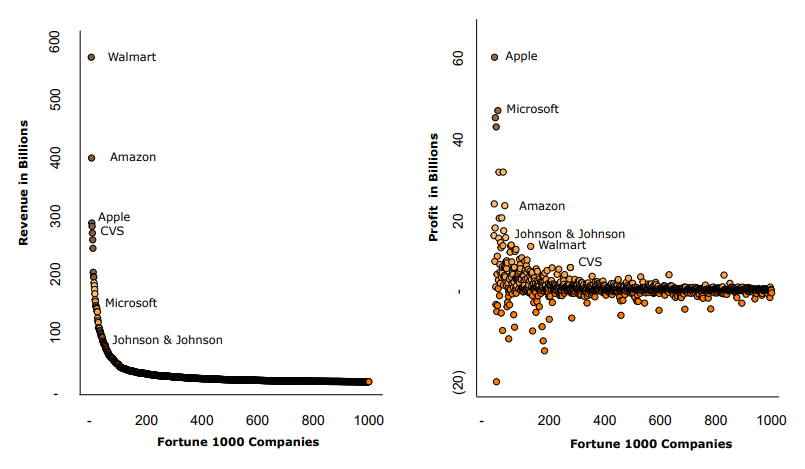 Revenue in Billions
600
500
400
300
200
100
-
Walmart
Amazon
Apple
CVS
Microsoft
Johnson & Johnson
- 200 400 600 800 1000
Fortune 1000 Companies
Profit in Billions
60
40
20
-
(20)
Apple
Microsoft
Amazon
Johnson & Johnson
Walmart
CVS
- 200 400 600 800 1000
Fortune 1000 Companies